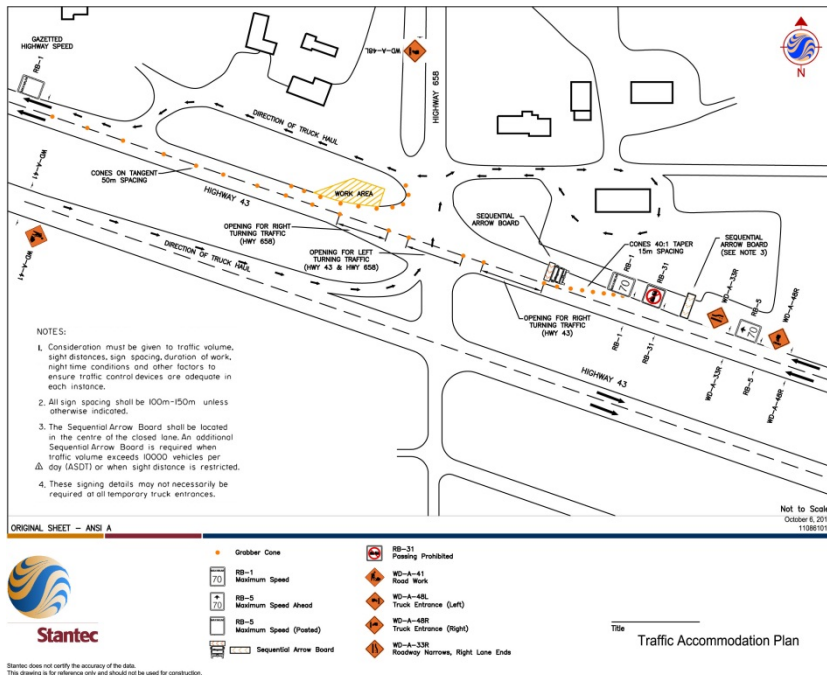 GAZETTED
HIGHWAY SPEED
RB-1
WD-A-48L
HIGHWAY 65B
N
DIRECTION OF TRUCK HAUL
CONES ON TANGENT
50m SPACING
WORK AREA
HIGHWAY 43
WD-A-41
WD-A-41
SEQUENTIAL
ARROW BOARD
OPENING FOR RIGHT
TURNING TRAFFIC
(HWY 658)
OPENING FOR LEFT
TURNING TRAFFIC
(HWY 43 & HWY 658)
CONES 40:1 TAPER
15m SPACING
SEQUENTIAL
ARROW BOARD
(SEE NOTE 3)
DIRECTION OF TRUCK HAUL
RB-1
70
RB-31
WD-A-33R
RB-5
70
WD-A-48R
OPENING FOR RIGHT
TURNING TRAFFIC
(HWY 43)
RB-1
RB-31
WD-A-33R
RB-5
WD-A-48R
HIGHWAY 43
NOTES:
1. Consideration must be given to traffic volume,
sight distances, sign spacing, duration of work,
night time conditions and other factors to
ensure traffic control devices are adequate in
each instance.
2. All sign spacing shall be 100m-150m unless
otherwise indicated.
3. The Sequential Arrow Board shall be located
in the centre of the closed lane. An additional
Sequential Arrow Board is required when
traffic volume exceeds 10000 vehicles per
day (ASDT) or when sight distance is restricted.
4. These signing details may not necessarily be
required at all temporary truck entrances.
Not to Scale
October 6, 201
11086101
ORIGINAL SHEET - ANSI A
Grabber Cone
RB-1
Maximum Speed
70
RB-5
Maximum Speed Ahead
70
RB-5
Maximum Speed (Posted)
Sequential Arrow Board
RB-31
Passing Prohibited
WD-A-41
Road Work
WD-A-48L
Truck Entrance (Left)
WD-A-48R
Truck Entrance (Right)
WD-A-33R
Roadway Narrows, Right Lane Ends
Stantec
Title
Traffic Accommodation Plan
Stantec does not certify the accuracy of the data.
This drawing is for reference only and should not be used for construction.